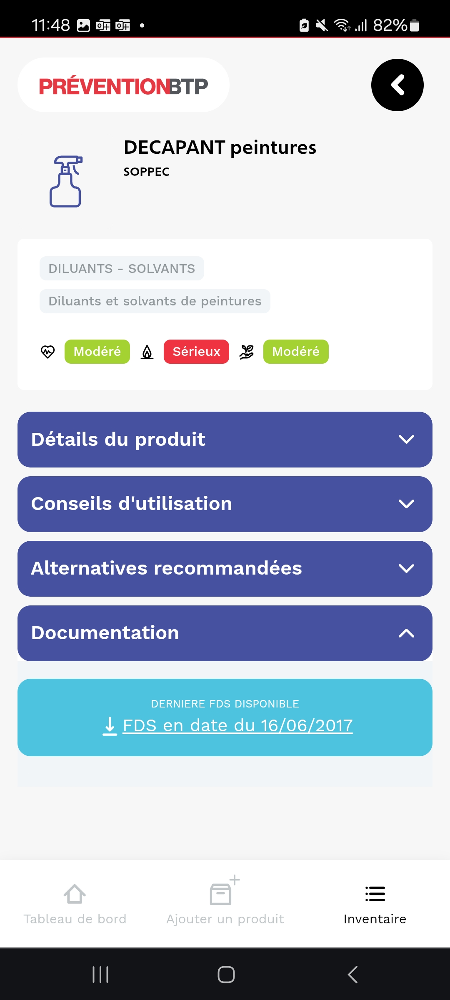 11:48
82%
PRÉVENTIONBTP
DECAPANT peintures
SOPPEC
DILUANTS - SOLVANTS
Diluants et solvants de peintures
Modéré Sérieux Modéré
Détails du produit
Conseils d'utilisation
Alternatives recommandées
Documentation
DERNIERE FDS DISPONIBLE
FDS en date du 16/06/2017
Tableau de bord
Ajouter un produit
Inventaire